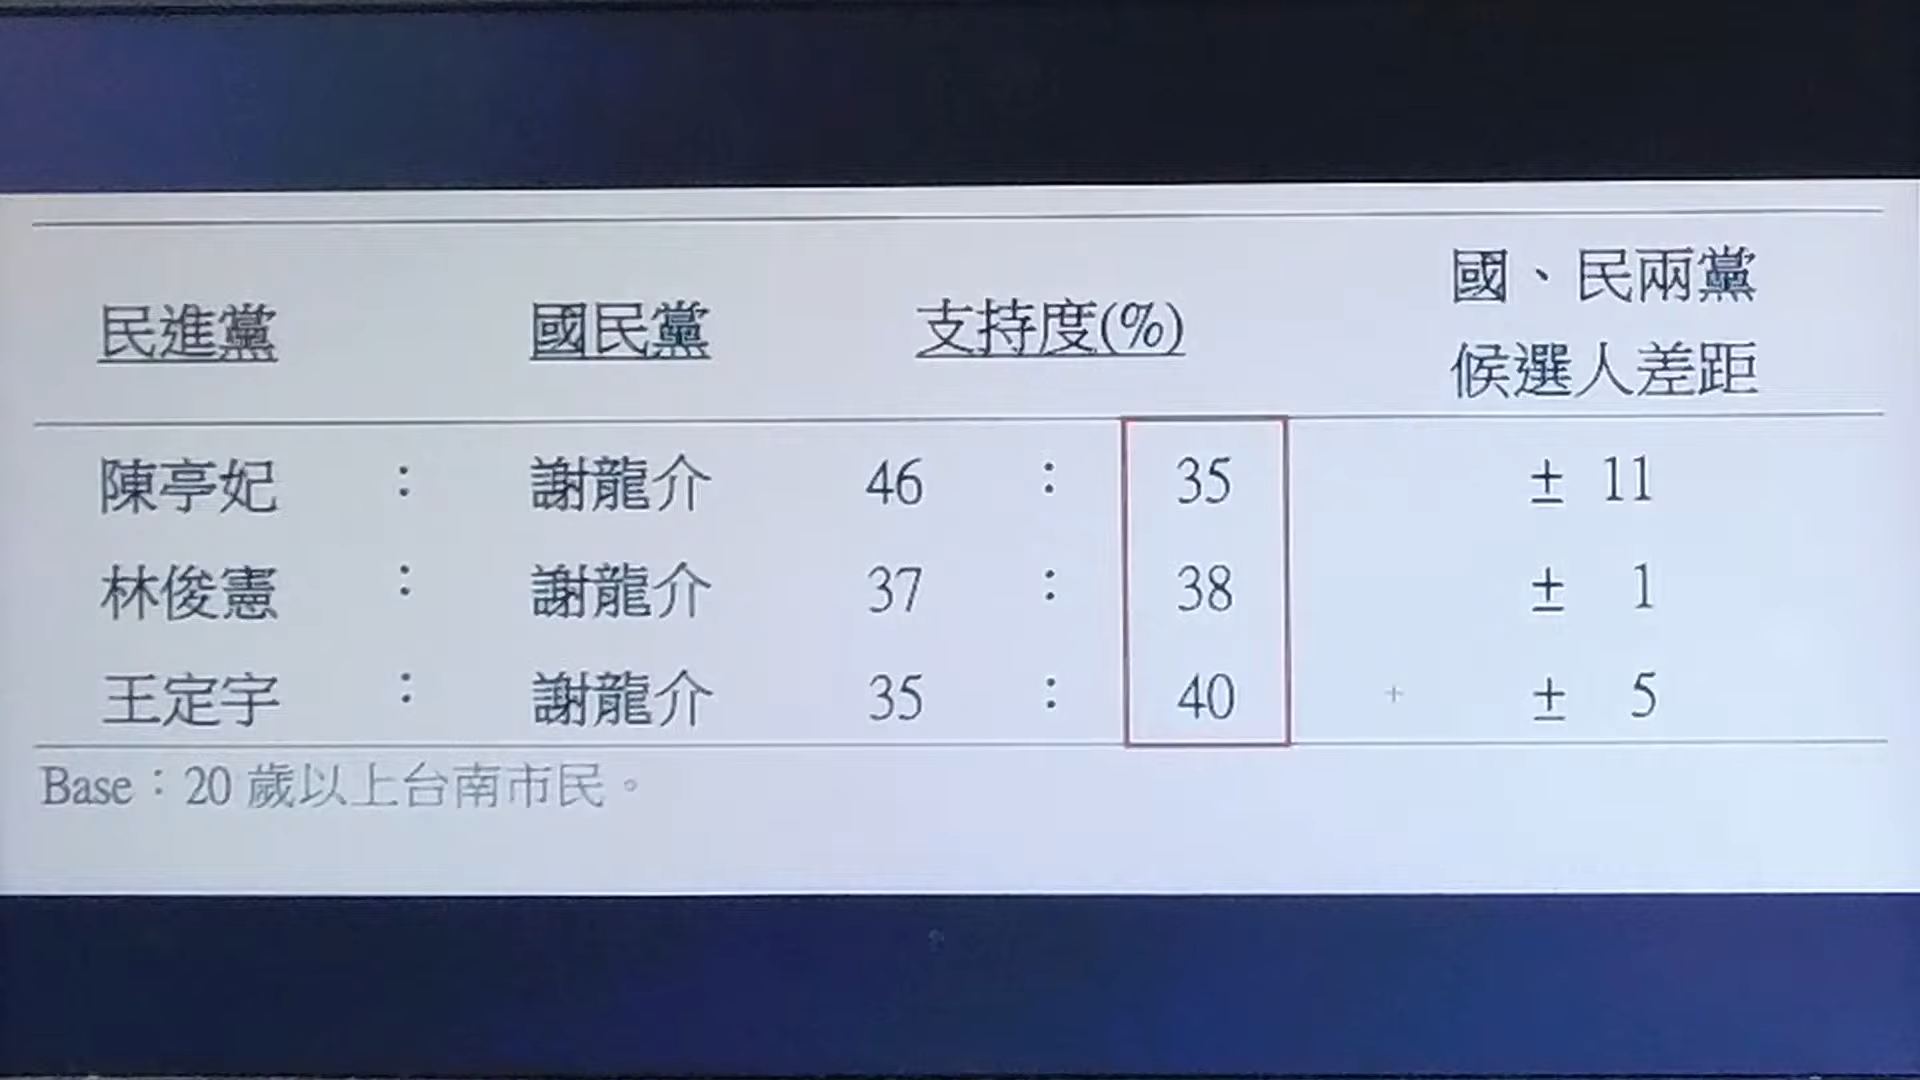 民進黨 國民黨 支持度(%) 國、民兩黨
候選人差距
陳亭妃 : 謝龍介 46 : 35 ± 11
林俊憲 : 謝龍介 37 : 38 ± 1
王定宇 : 謝龍介 35 : 40 ± 5
Base：20 歲以上台南市民。